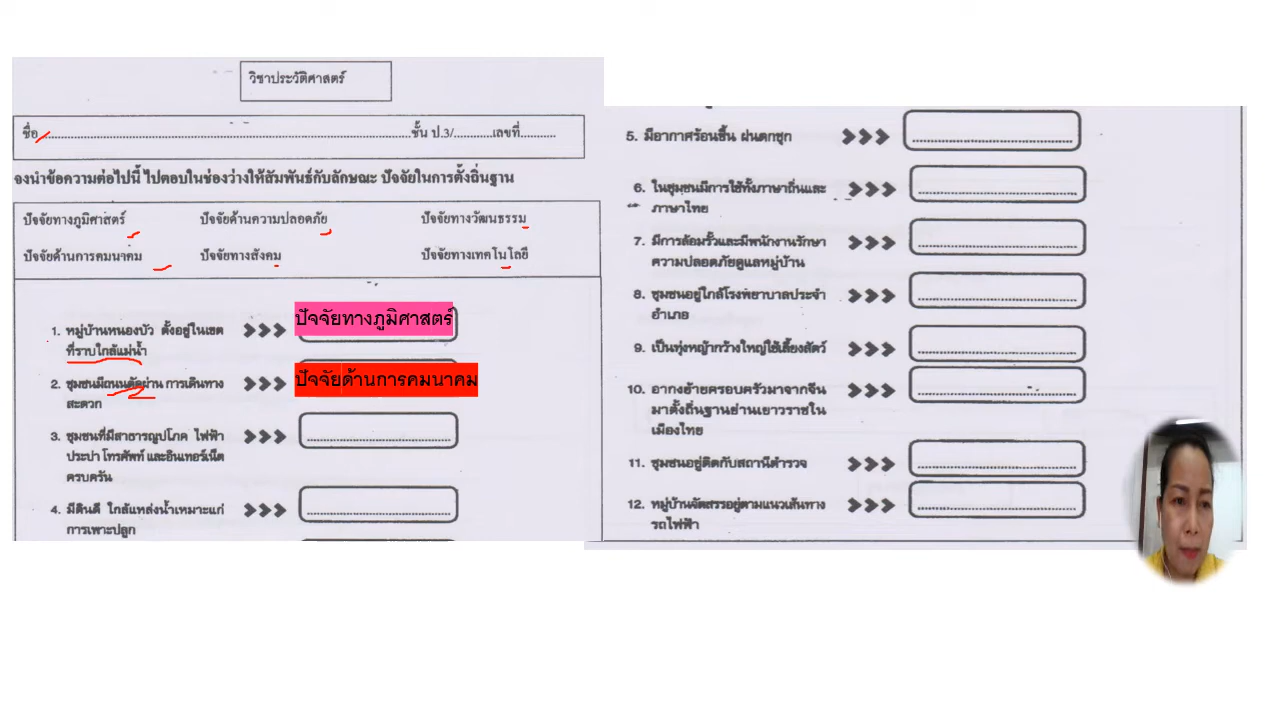 วิชาประวัติศาสตร์
ชื่อ..........ชั้น ป.3/..........เลขที่..........
จงนำข้อความต่อไปนี้ ไปตอบในช่องว่างให้สัมพันธ์กับลักษณะ ปัจจัยในการตั้งถิ่นฐาน
ปัจจัยทางภูมิศาสตร์ ปัจจัยด้านความปลอดภัย ปัจจัยทางวัฒนธรรม
ปัจจัยด้านการคมนาคม ปัจจัยทางสังคม ปัจจัยทางเทคโนโลยี
1. หมู่บ้านหนองบัว ตั้งอยู่ในเขต
ที่ราบใกล้แม่น้ำ
ปัจจัยทางภูมิศาสตร์
2. ชุมชนมีถนนตัดผ่าน การเดินทาง
สะดวก
ปัจจัยด้านการคมนาคม
3. ชุมชนที่มีสาธารณูปโภค ไฟฟ้า
ประปา โทรศัพท์ และอินเทอร์เน็ต
ครบครัน
4. มีดินดี ใกล้แหล่งน้ำเหมาะแก่
การเพาะปลูก
5. มีอากาศร้อนชื้น ฝนตกชุก
6. ในชุมชนมีการใช้ทั้งภาษาถิ่นและ
ภาษาไทย
7. มีการล้อมรั้วและมีพนักงานรักษา
ความปลอดภัยดูแลหมู่บ้าน
8. ชุมชนอยู่ใกล้โรงพยาบาลประจำ
อำเภอ
9. เป็นทุ่งหญ้ากว้างใหญ่ใช้เลี้ยงสัตว์
10. อากงย้ายครอบครัวมาจากจีน
มาตั้งถิ่นฐานย่านเยาวราชใน
เมืองไทย
11. ชุมชนอยู่ติดกับสถานีตำรวจ
12. หมู่บ้านจัดสรรอยู่ตามแนวเส้นทาง
รถไฟฟ้า